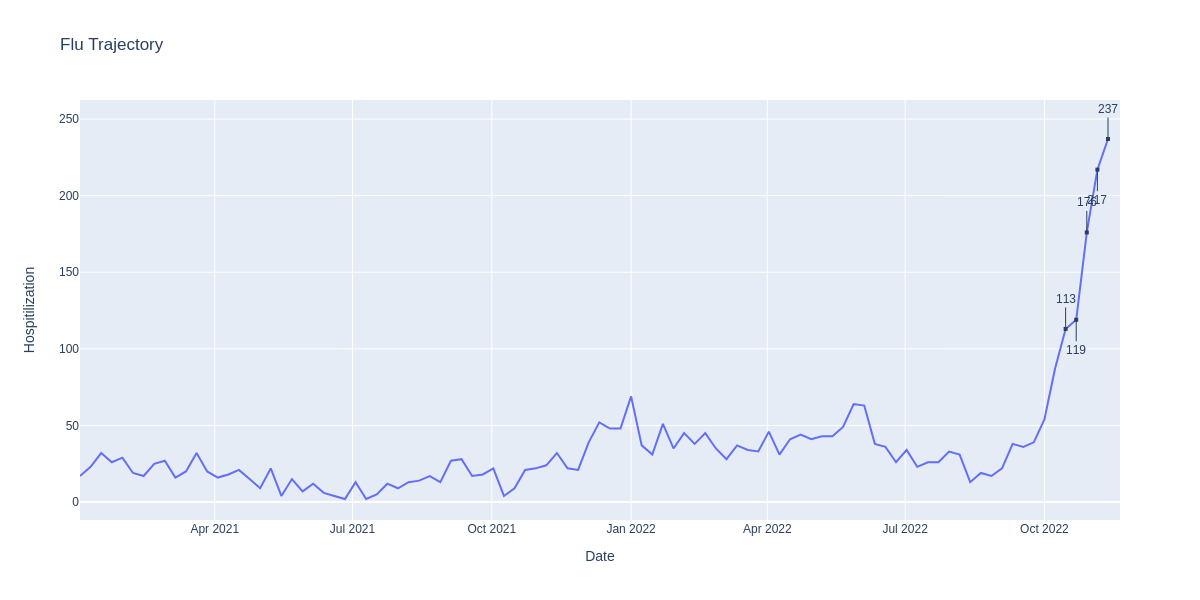 Flu Trajectory
Hospitilization
250
200
150
100
50
0
237
176
217
113
119
Apr 2021
Jul 2021
Oct 2021
Jan 2022
Apr 2022
Jul 2022
Oct 2022
Date